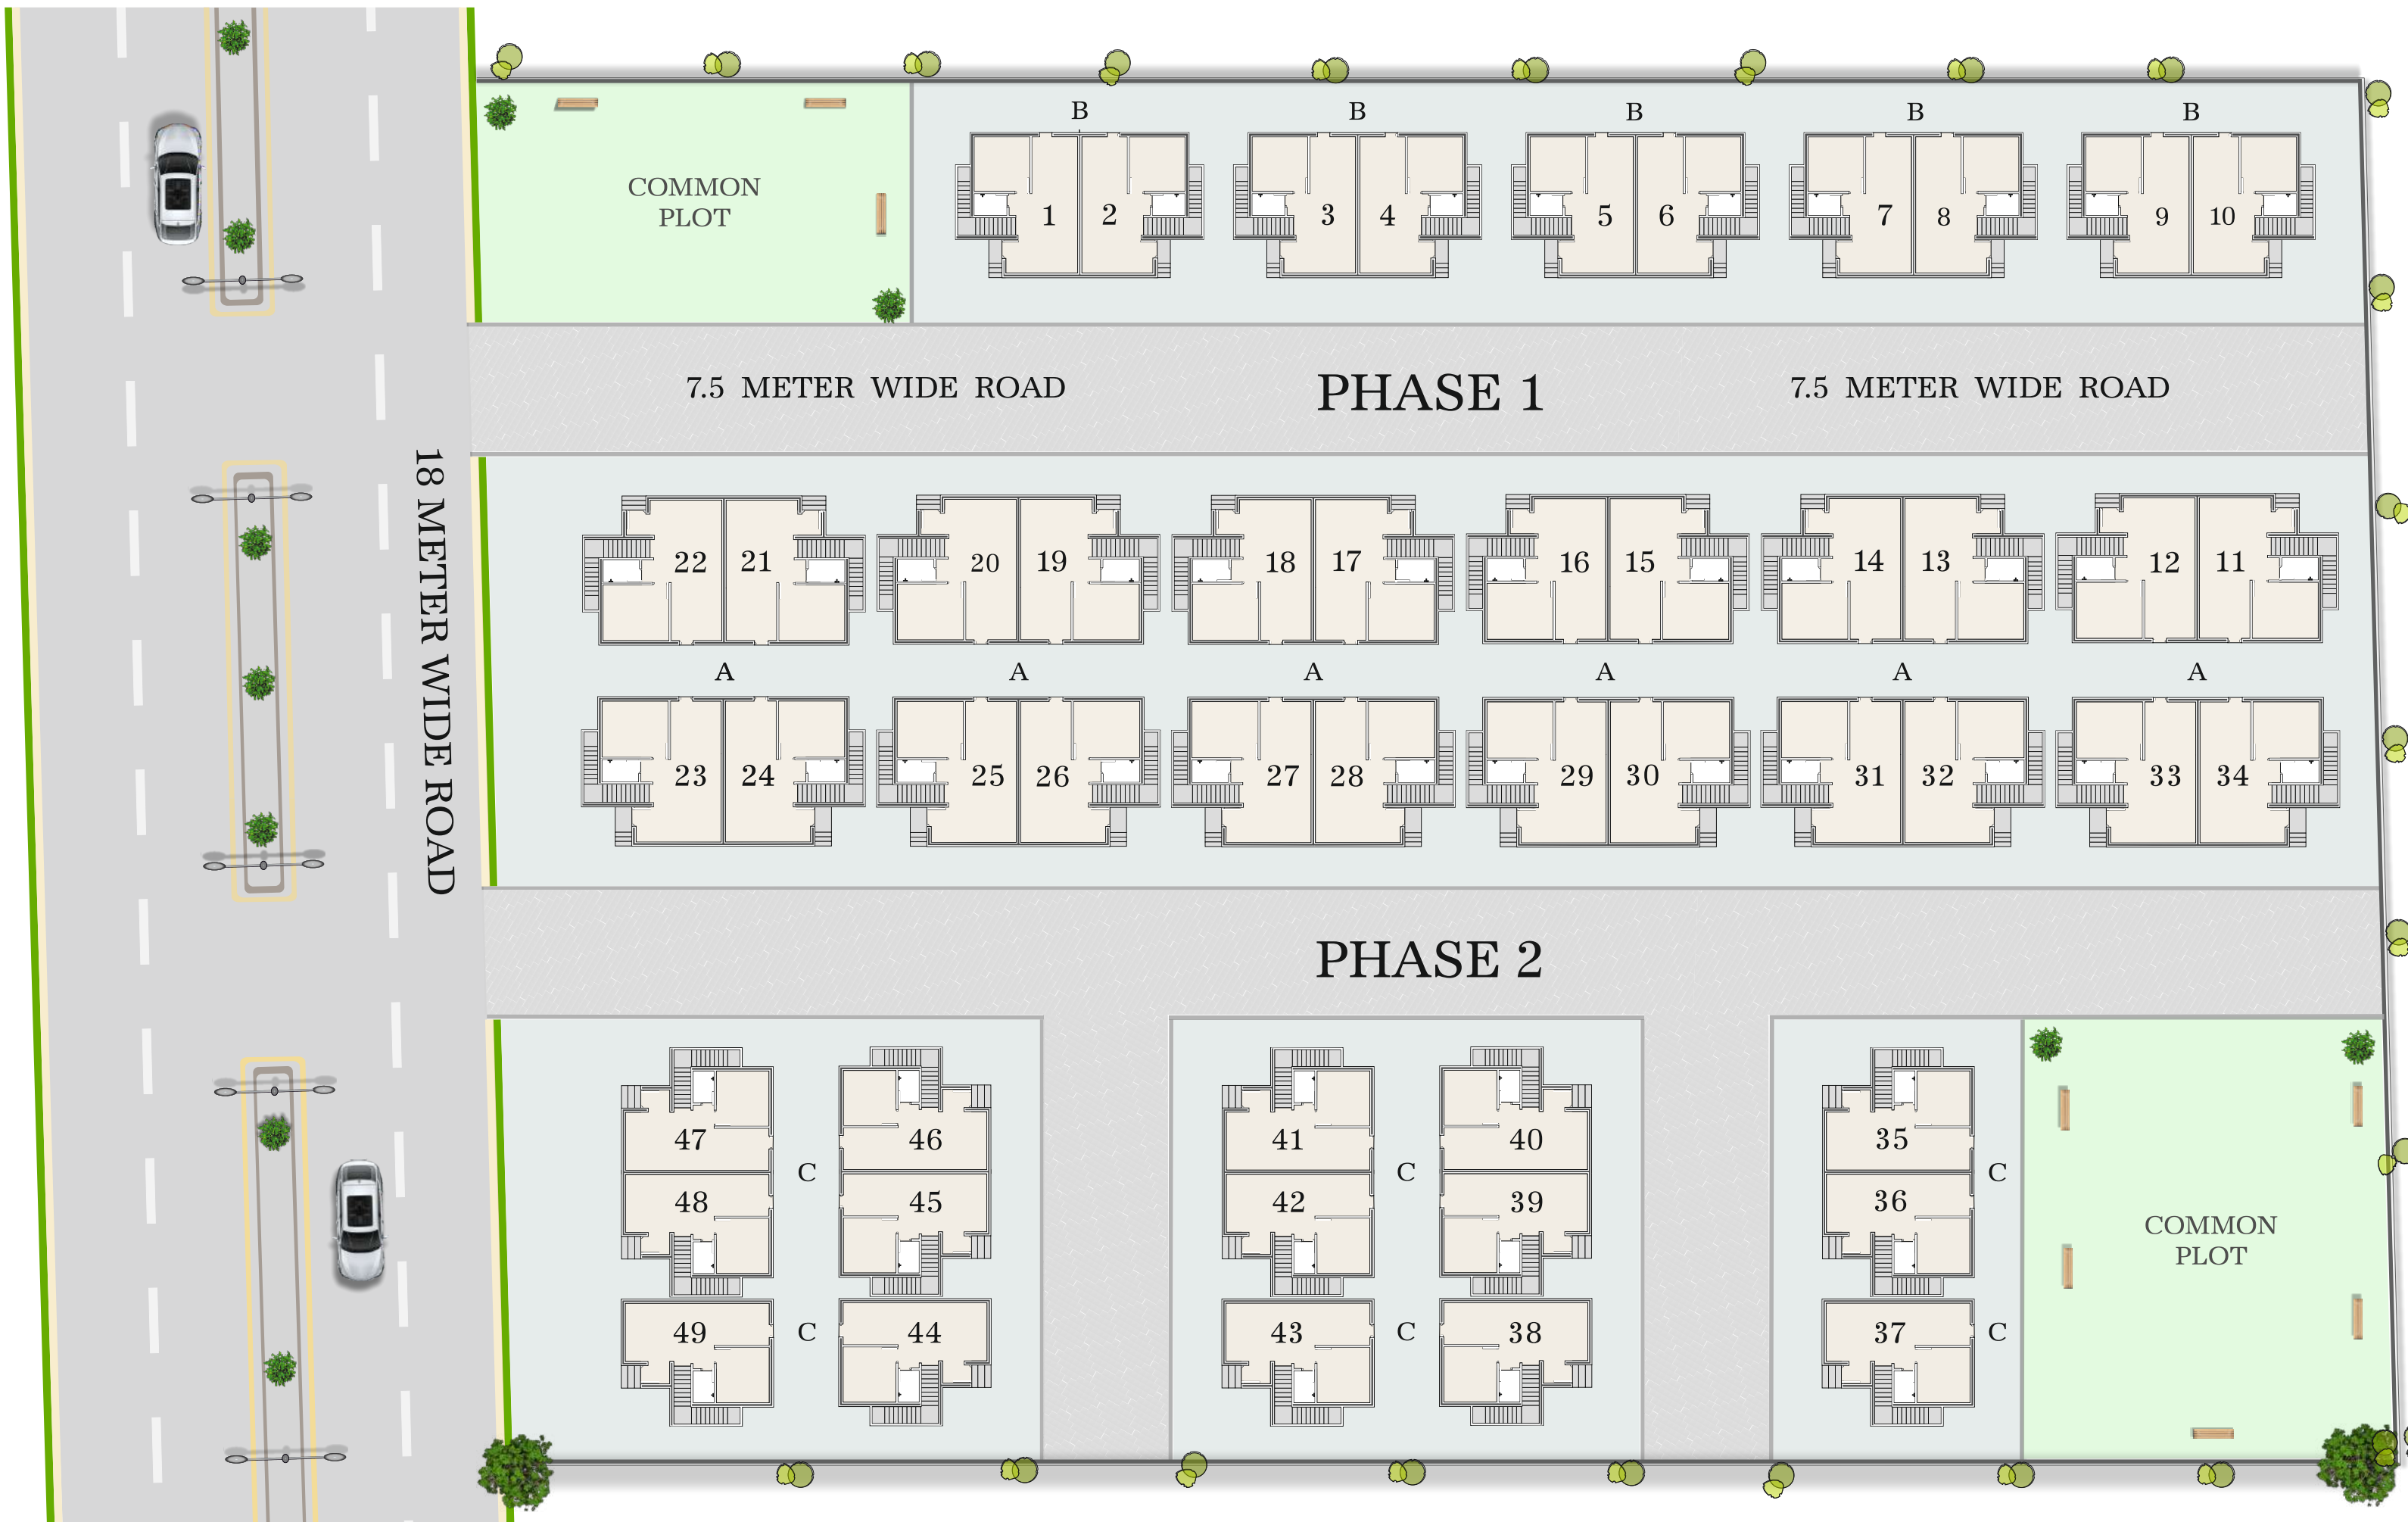 B B B B B
COMMON
PLOT
1 2 3 4 5 6 7 8 9 10
7.5 METER WIDE ROAD PHASE 1 7.5 METER WIDE ROAD
18 METER WIDE ROAD
22 21 20 19 18 17 16 15 14 13 12 11
A A A A A A
23 24 25 26 27 28 29 30 31 32 33 34
PHASE 2
47 46 41 40 35
C C C
48 45 42 39 36
COMMON
PLOT
49 C 44 43 C 38 37 C